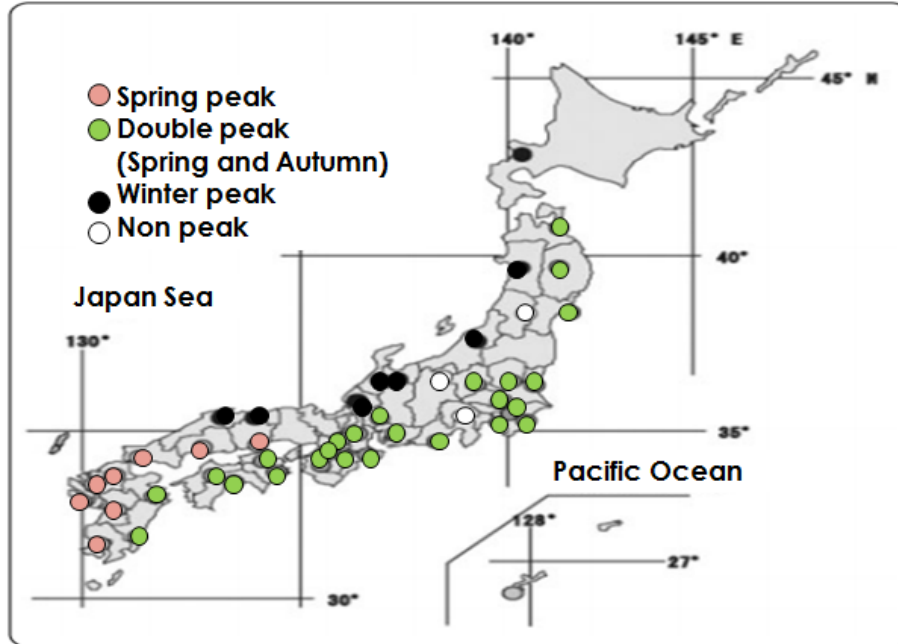 140° 145° E
45° N
Spring peak
Double peak
(Spring and Autumn)
Winter peak
Non peak
40°
Japan Sea
130°
35°
Pacific Ocean
128°
27°
30°